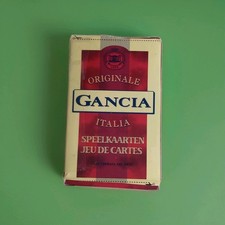 ORIGINALE
GANCIA
ITALIA
SPEELKAARTEN
JEU DE CARTES